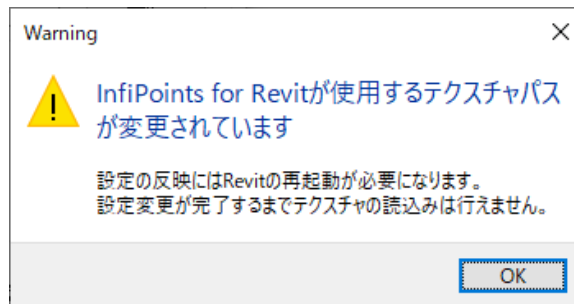 Warning
InfiPoints for Revitが使用するテクスチャパス
が変更されています
設定の反映にはRevitの再起動が必要になります。
設定変更が完了するまでテクスチャの読込みは行えません。
OK